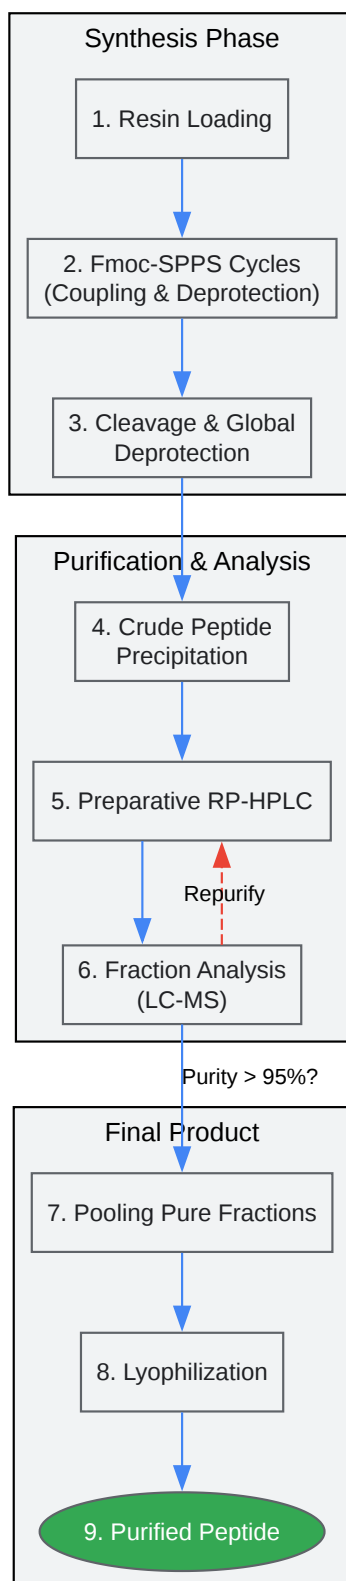 Synthesis Phase
1. Resin Loading
2. Fmoc-SPPS Cycles
(Coupling & Deprotection)
3. Cleavage & Global
Deprotection
Purification & Analysis
4. Crude Peptide
Precipitation
5. Preparative RP-HPLC
Repurify
6. Fraction Analysis
(LC-MS)
Purity > 95%?
Final Product
7. Pooling Pure Fractions
8. Lyophilization
9. Purified Peptide